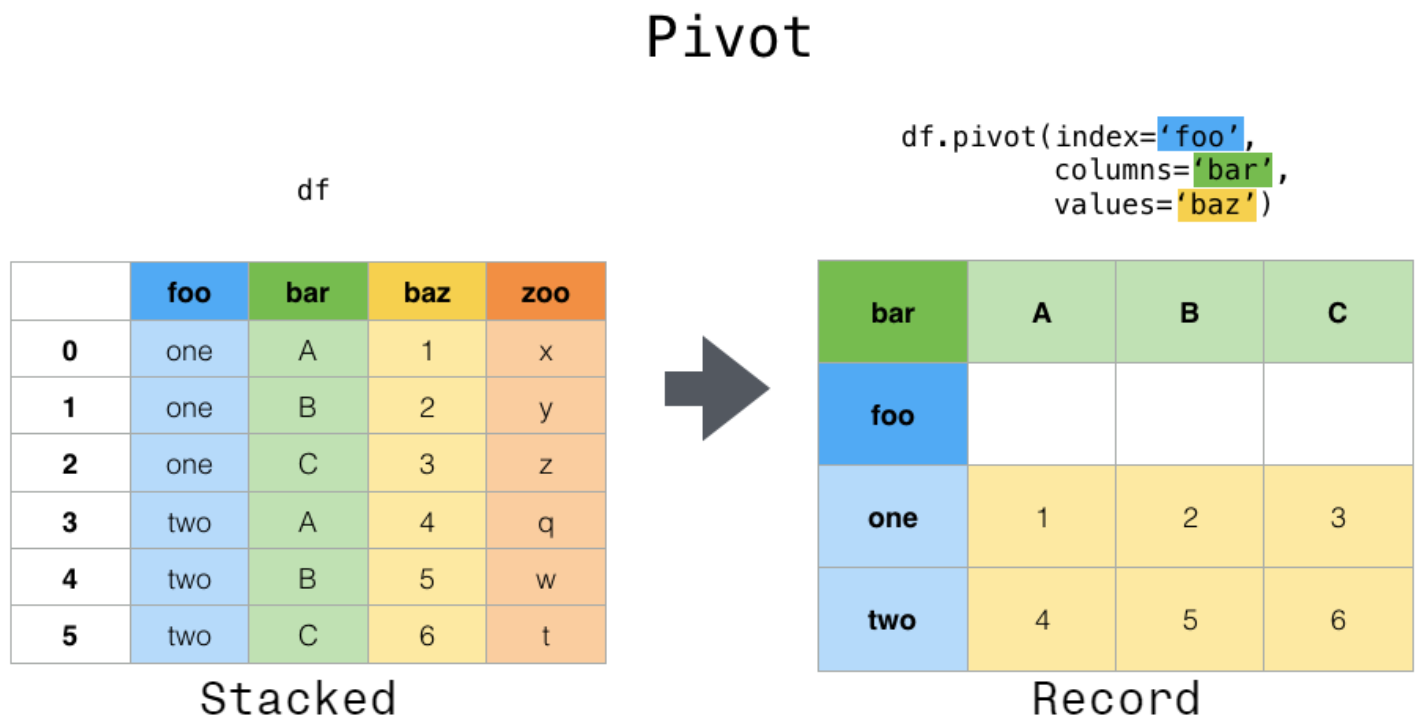 Pivot
df
df.pivot(index=‘foo’,
columns=‘bar’,
values=‘baz’)
foo bar baz zoo
0 one A 1 x
1 one B 2 y
2 one C 3 z
3 two A 4 q
4 two B 5 w
5 two C 6 t
Stacked
bar A B C
foo
one 1 2 3
two 4 5 6
Record